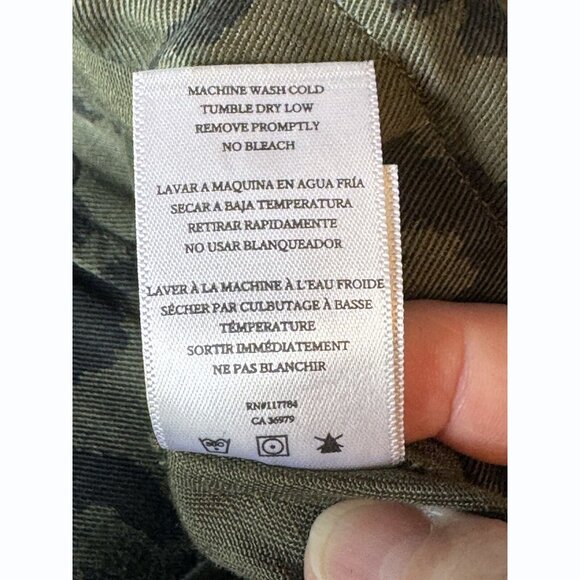 MACHINE WASH COLD
TUMBLE DRY LOW
REMOVE PROMPTLY
NO BLEACH
LAVAR A MAQUINA EN AGUA FRÍA
SECAR A BAJA TEMPERATURA
RETIRAR RAPIDAMENTE
NO USAR BLANQUEADOR
LAVER À LA MACHINE À L'EAU FROIDE
SÉCHER PAR CULBUTAGE À BASSE
TÉMPÉRATURE
SORTIR IMMÉDIATEMENT
NE PAS BLANCHIR
RN#117784
CA 36979